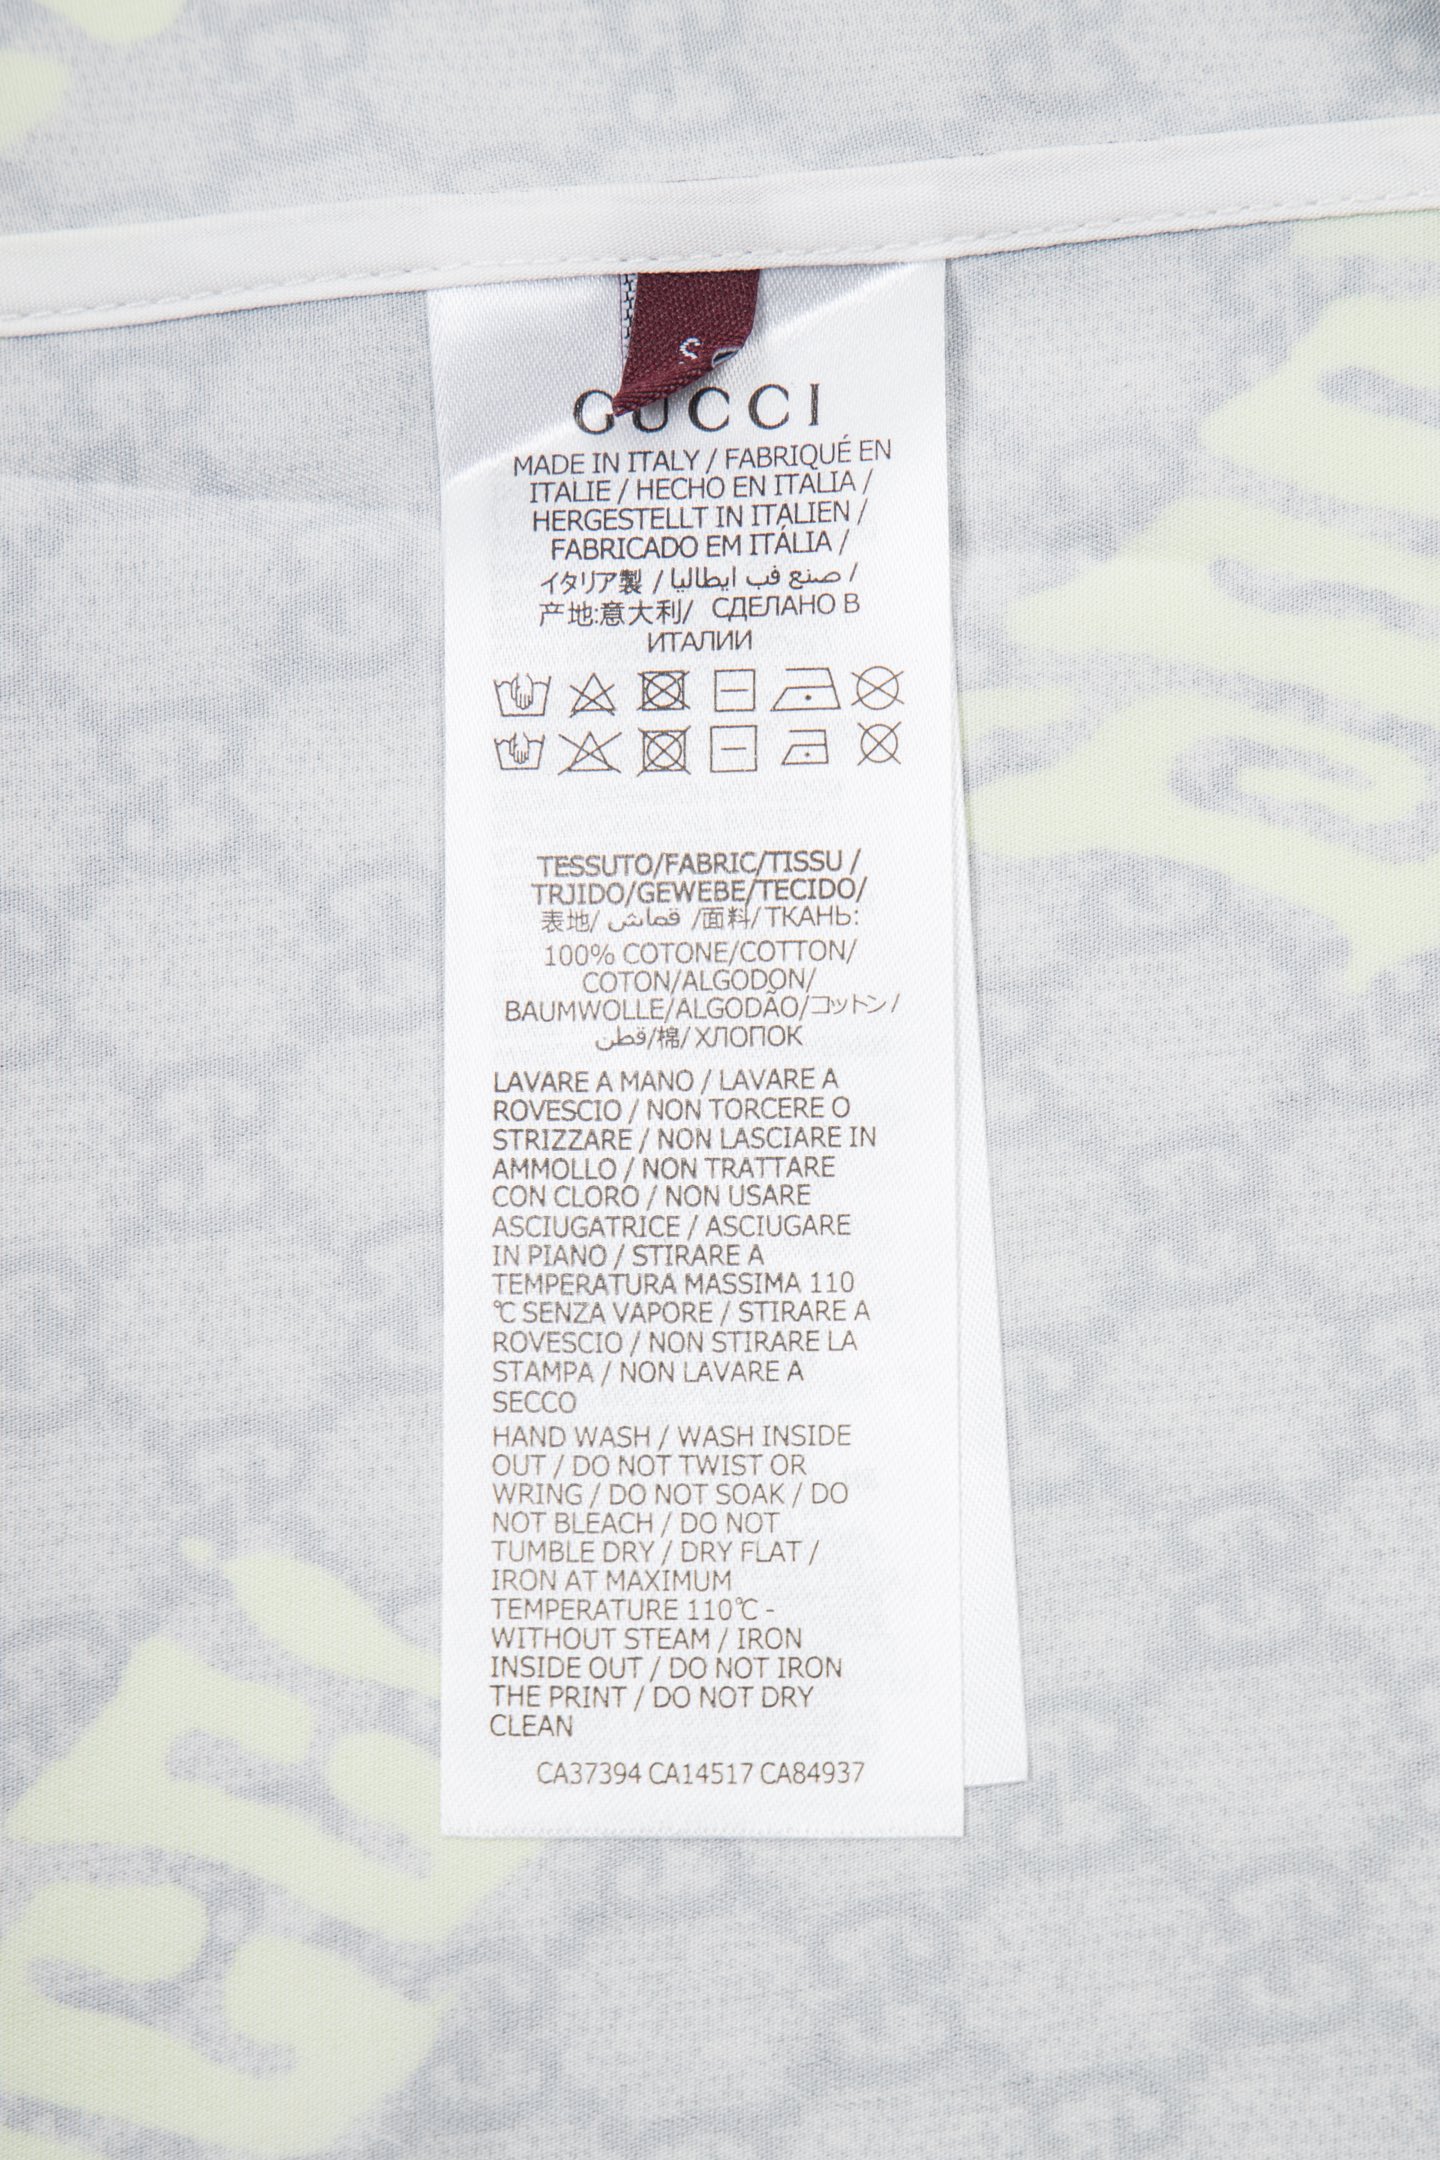 S
GUCCI
MADE IN ITALY / FABRIQUÉ EN
ITALIE / HECHO EN ITALIA /
HERGESTELLT IN ITALIEN /
FABRICADO EM ITÁLIA /
イタリア製 / صنع فب ايطاليا /
产地:意大利/ СДЕЛАНО В
ИТАЛИИ
TESSUTO/FABRIC/TISSU /
TRJIDO/GEWEBE/TECIDO/
表地/ قماش /面料/ ТКАНЬ:
100% COTONE/COTTON/
COTON/ALGODON/
BAUMWOLLE/ALGODÃO/コットン /
قطن/棉/ ХЛОПОК
LAVARE A MANO / LAVARE A
ROVESCIO / NON TORCERE O
STRIZZARE / NON LASCIARE IN
AMMOLLO / NON TRATTARE
CON CLORO / NON USARE
ASCIUGATRICE / ASCIUGARE
IN PIANO / STIRARE A
TEMPERATURA MASSIMA 110
°C SENZA VAPORE / STIRARE A
ROVESCIO / NON STIRARE LA
STAMPA / NON LAVARE A
SECCO
HAND WASH / WASH INSIDE
OUT / DO NOT TWIST OR
WRING / DO NOT SOAK / DO
NOT BLEACH / DO NOT
TUMBLE DRY / DRY FLAT /
IRON AT MAXIMUM
TEMPERATURE 110°C -
WITHOUT STEAM / IRON
INSIDE OUT / DO NOT IRON
THE PRINT / DO NOT DRY
CLEAN
CA37394 CA14517 CA84937